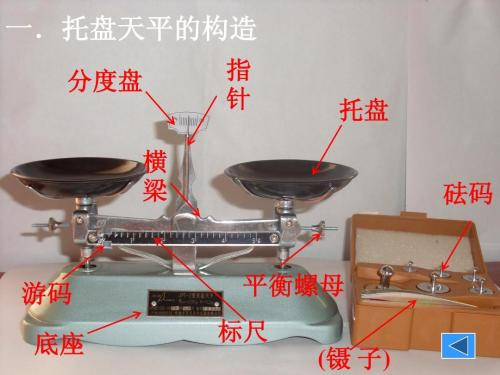 一．托盘天平的构造
分度盘
指
针
托盘
横
梁
砝码
游码
平衡螺母
底座
标尺
(镊子)